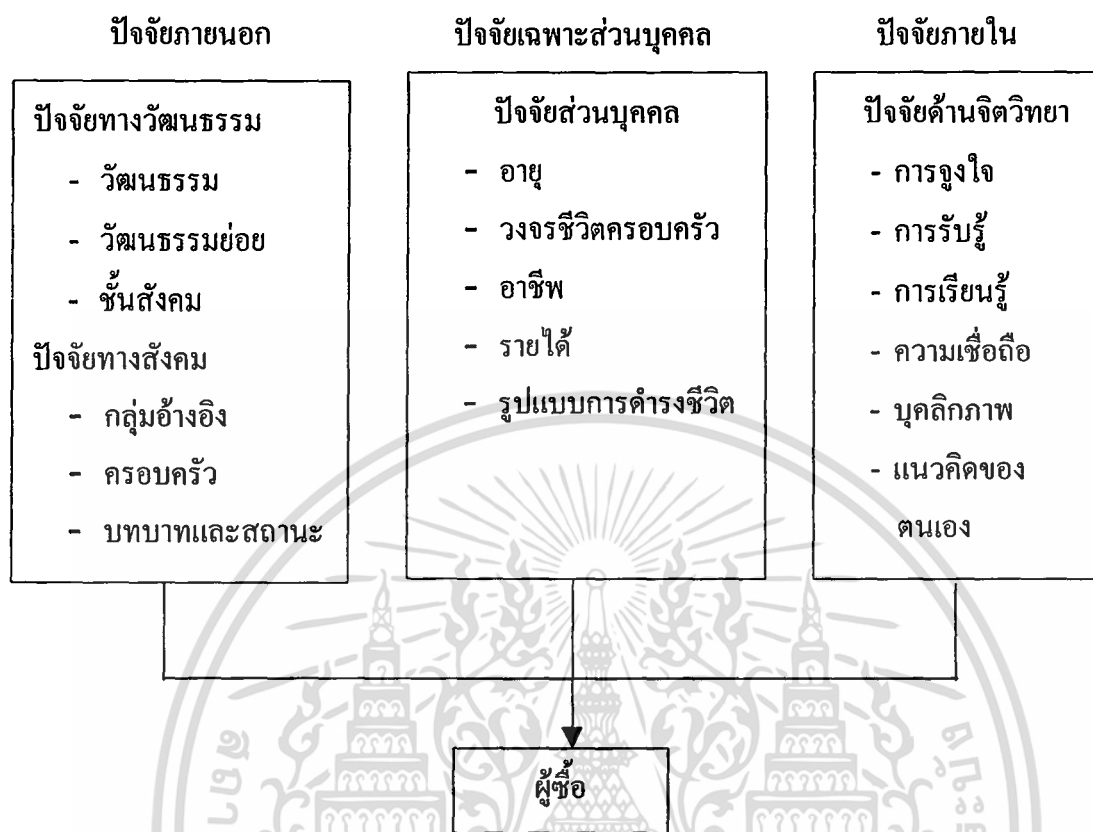 ปัจจัยภายนอก
ปัจจัยทางวัฒนธรรม
- วัฒนธรรม
- วัฒนธรรมย่อย
- ชั้นสังคม
ปัจจัยทางสังคม
- กลุ่มอ้างอิง
- ครอบครัว
- บทบาทและสถานะ
ปัจจัยเฉพาะส่วนบุคคล
ปัจจัยส่วนบุคคล
- อายุ
- วงจรชีวิตครอบครัว
- อาชีพ
- รายได้
- รูปแบบการดำรงชีวิต
ปัจจัยภายใน
ปัจจัยด้านจิตวิทยา
- การจูงใจ
- การรับรู้
- การเรียนรู้
- ความเชื่อถือ
- บุคลิกภาพ
- แนวคิดของ
ตนเอง
ผู้ซื้อ